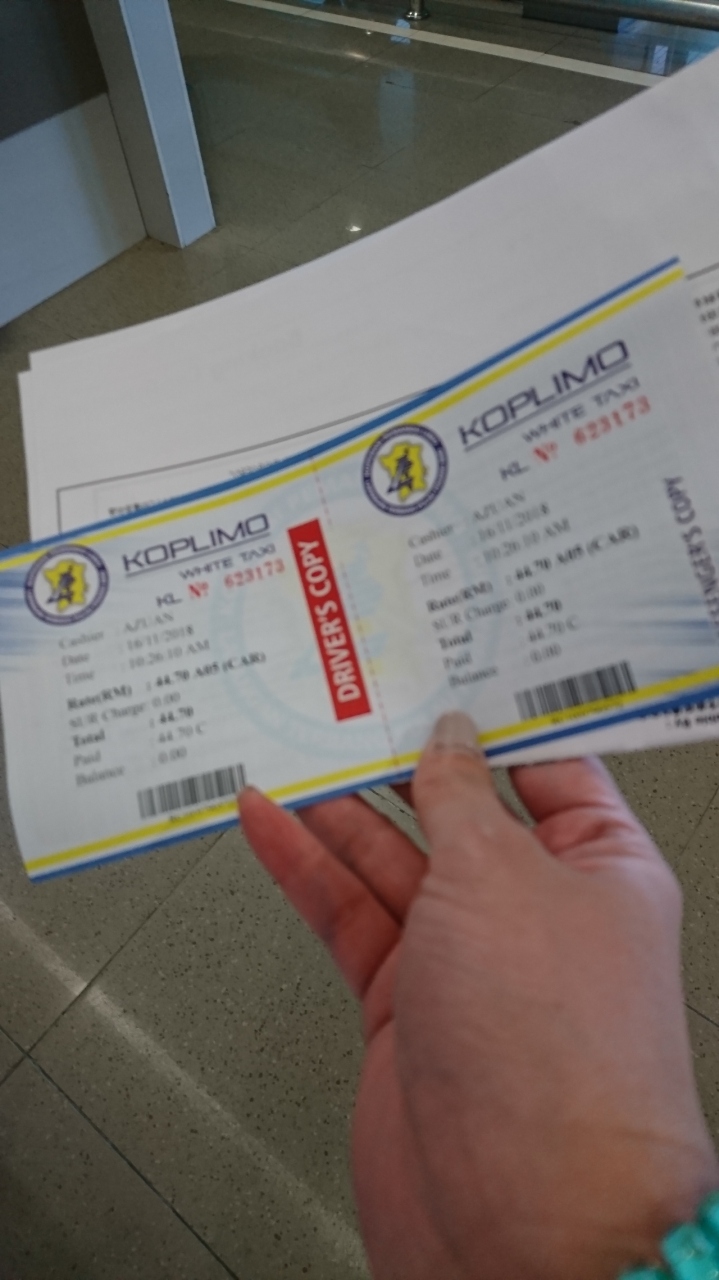 KOPLIMO
WHITE TAXI
KL Nº 623173
Cashier : AZUAN
Date : 16/11/2018
Time : 10:26:10 AM
Rate(RM) : 44.70 A05 (CAR)
SUR Charge: 0.00
Total : 44.70
Paid : 44.70 C
Balance : 0.00
DRIVER'S COPY
KOPLIMO
WHITE TAXI
KL Nº 623173
Cashier : AZUAN
Date : 16/11/2018
Time : 10:26:10 AM
Rate(RM) : 44.70 A05 (CAR)
SUR Charge: 0.00
Total : 44.70
Paid : 44.70 C
Balance : 0.00
COPY